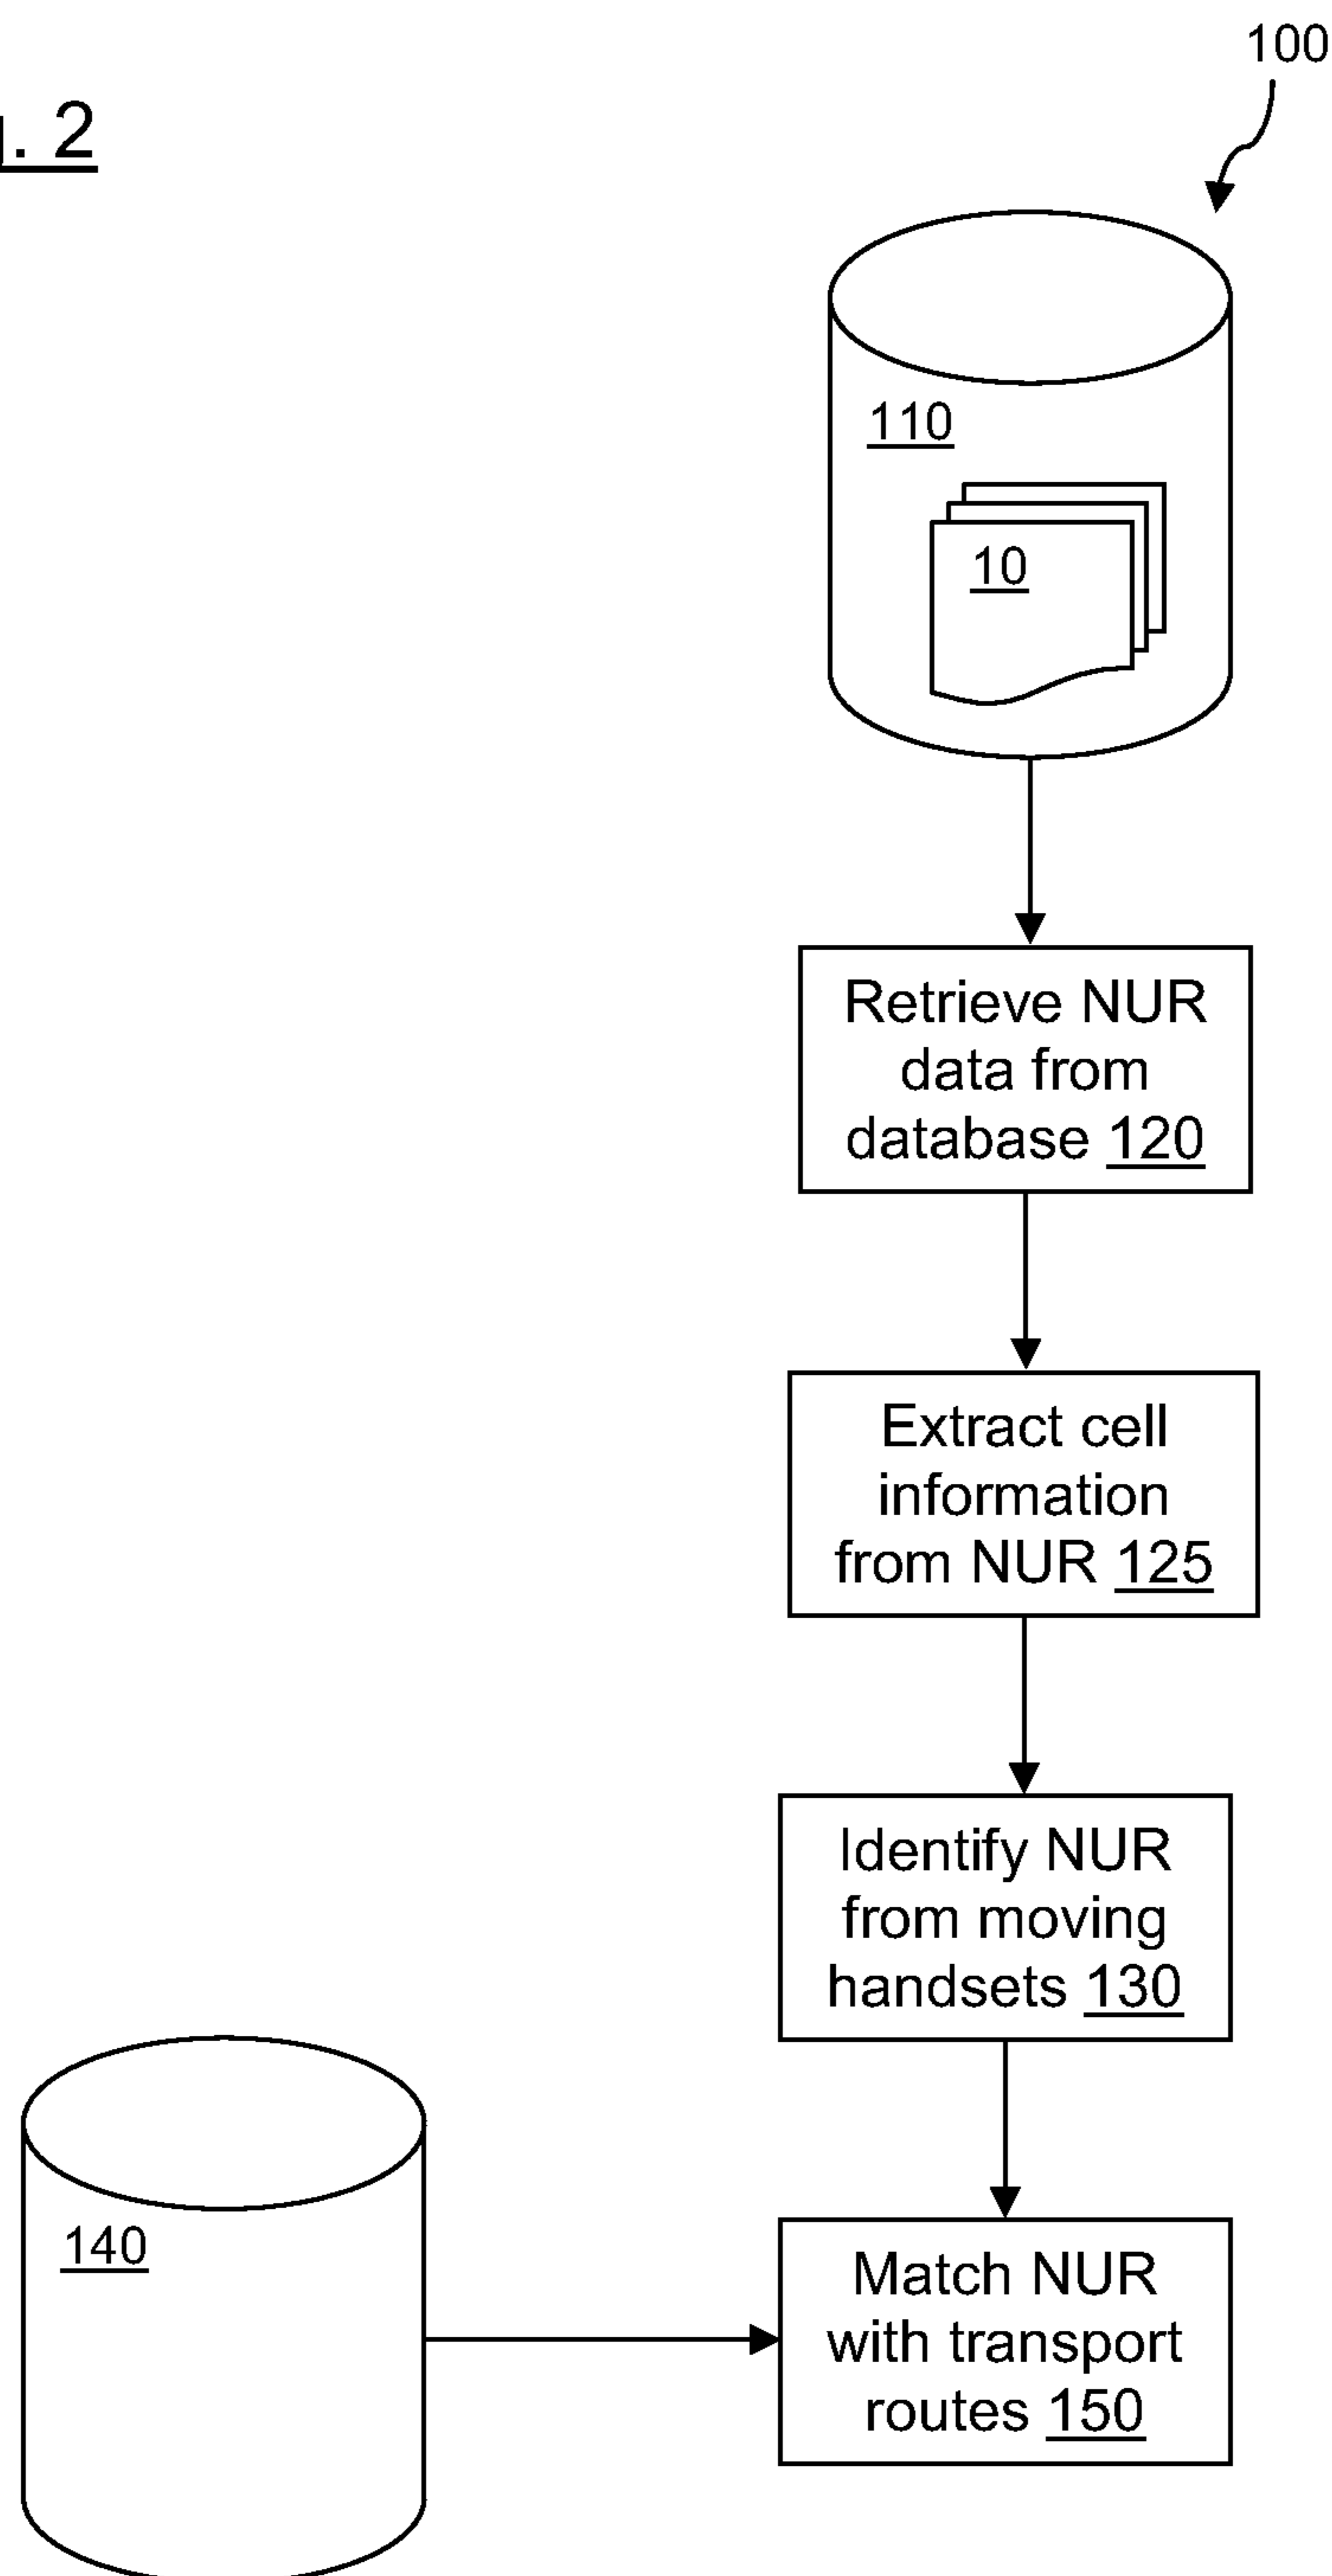 100
. 2
110
10
Retrieve NUR
data from
database 120
Extract cell
information
from NUR 125
Identify NUR
from moving
handsets 130
140
Match NUR
with transport
routes 150